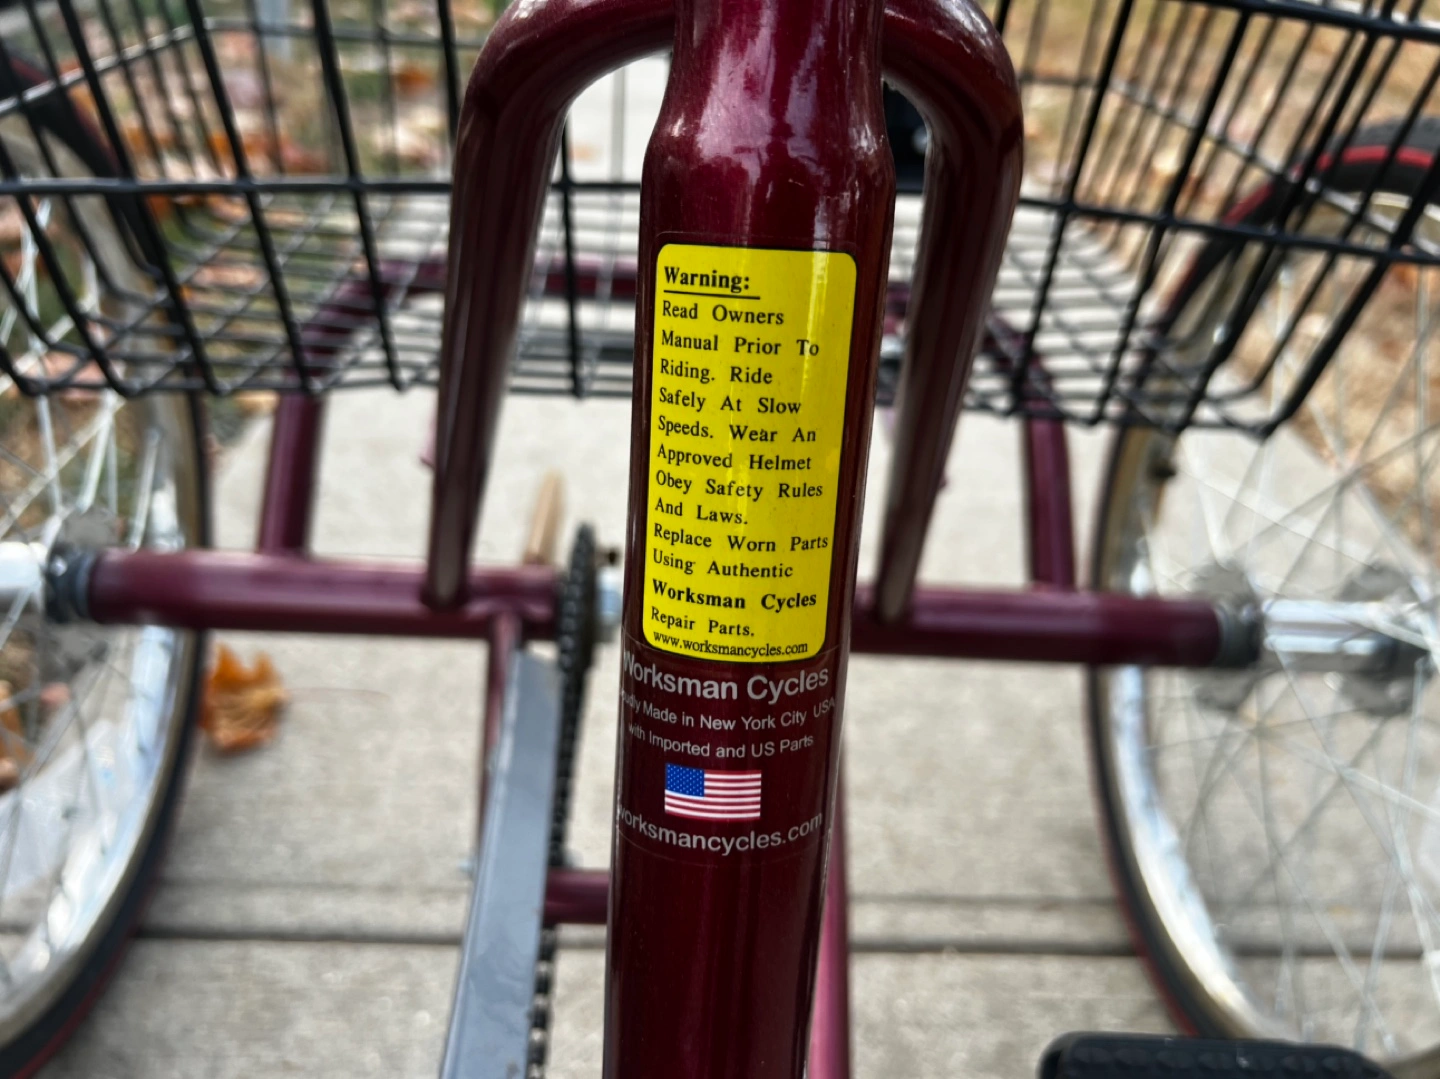 Warning:
Read Owners
Manual Prior To
Riding. Ride
Safely At Slow
Speeds. Wear An
Approved Helmet
Obey Safety Rules
And Laws.
Replace Worn Parts
Using Authentic
Worksman Cycles
Repair Parts.
www.worksmancycles.com
Worksman Cycles
Made in New York City USA
with Imported and US Parts
worksmancycles.com